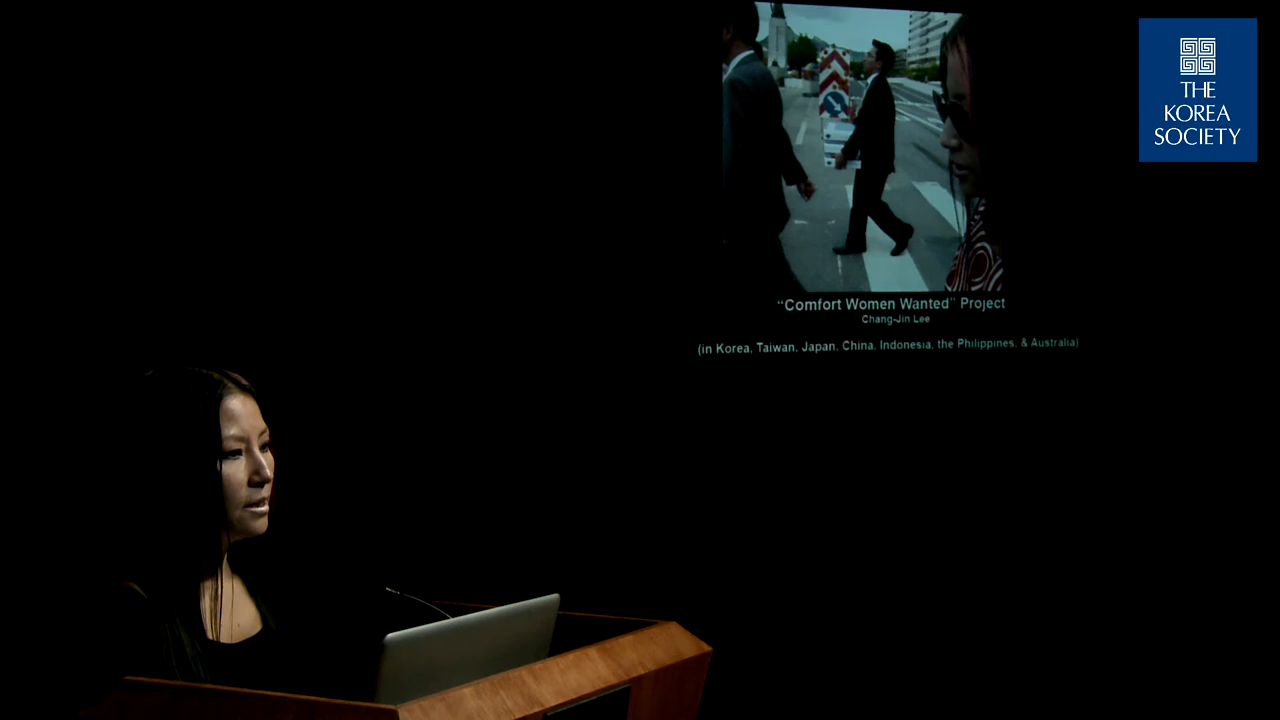 THE
KOREA
SOCIETY
“Comfort Women Wanted” Project
Chang-Jin Lee
(in Korea, Taiwan, Japan, China, Indonesia, the Philippines, & Australia)